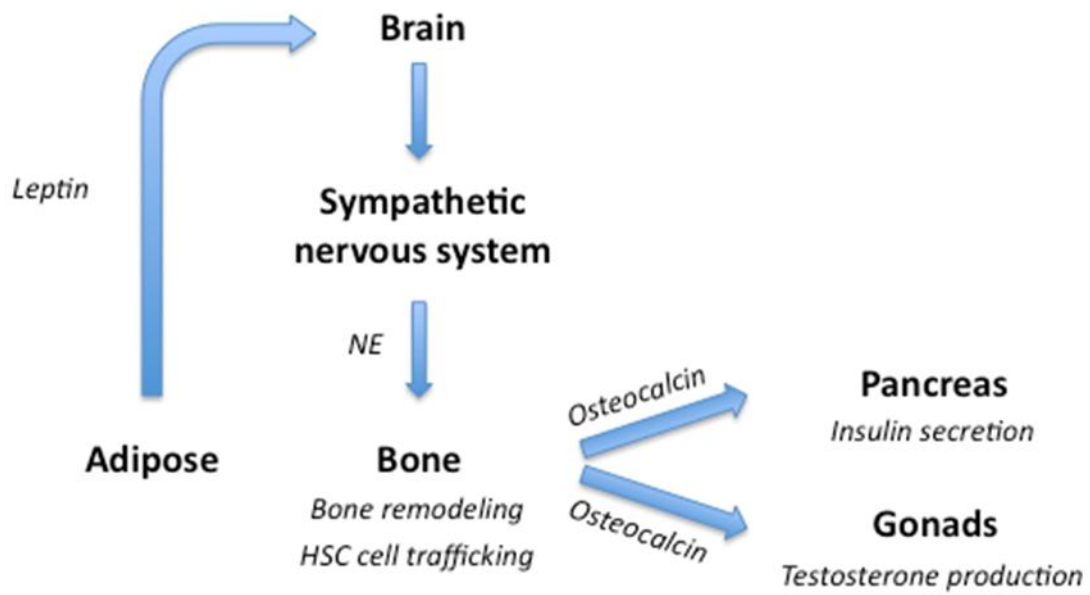 Brain
Leptin
Sympathetic
nervous system
NE
Osteocalcin
Pancreas
Insulin secretion
Adipose
Bone
Bone remodeling
HSC cell trafficking
Osteocalcin
Gonads
Testosterone production